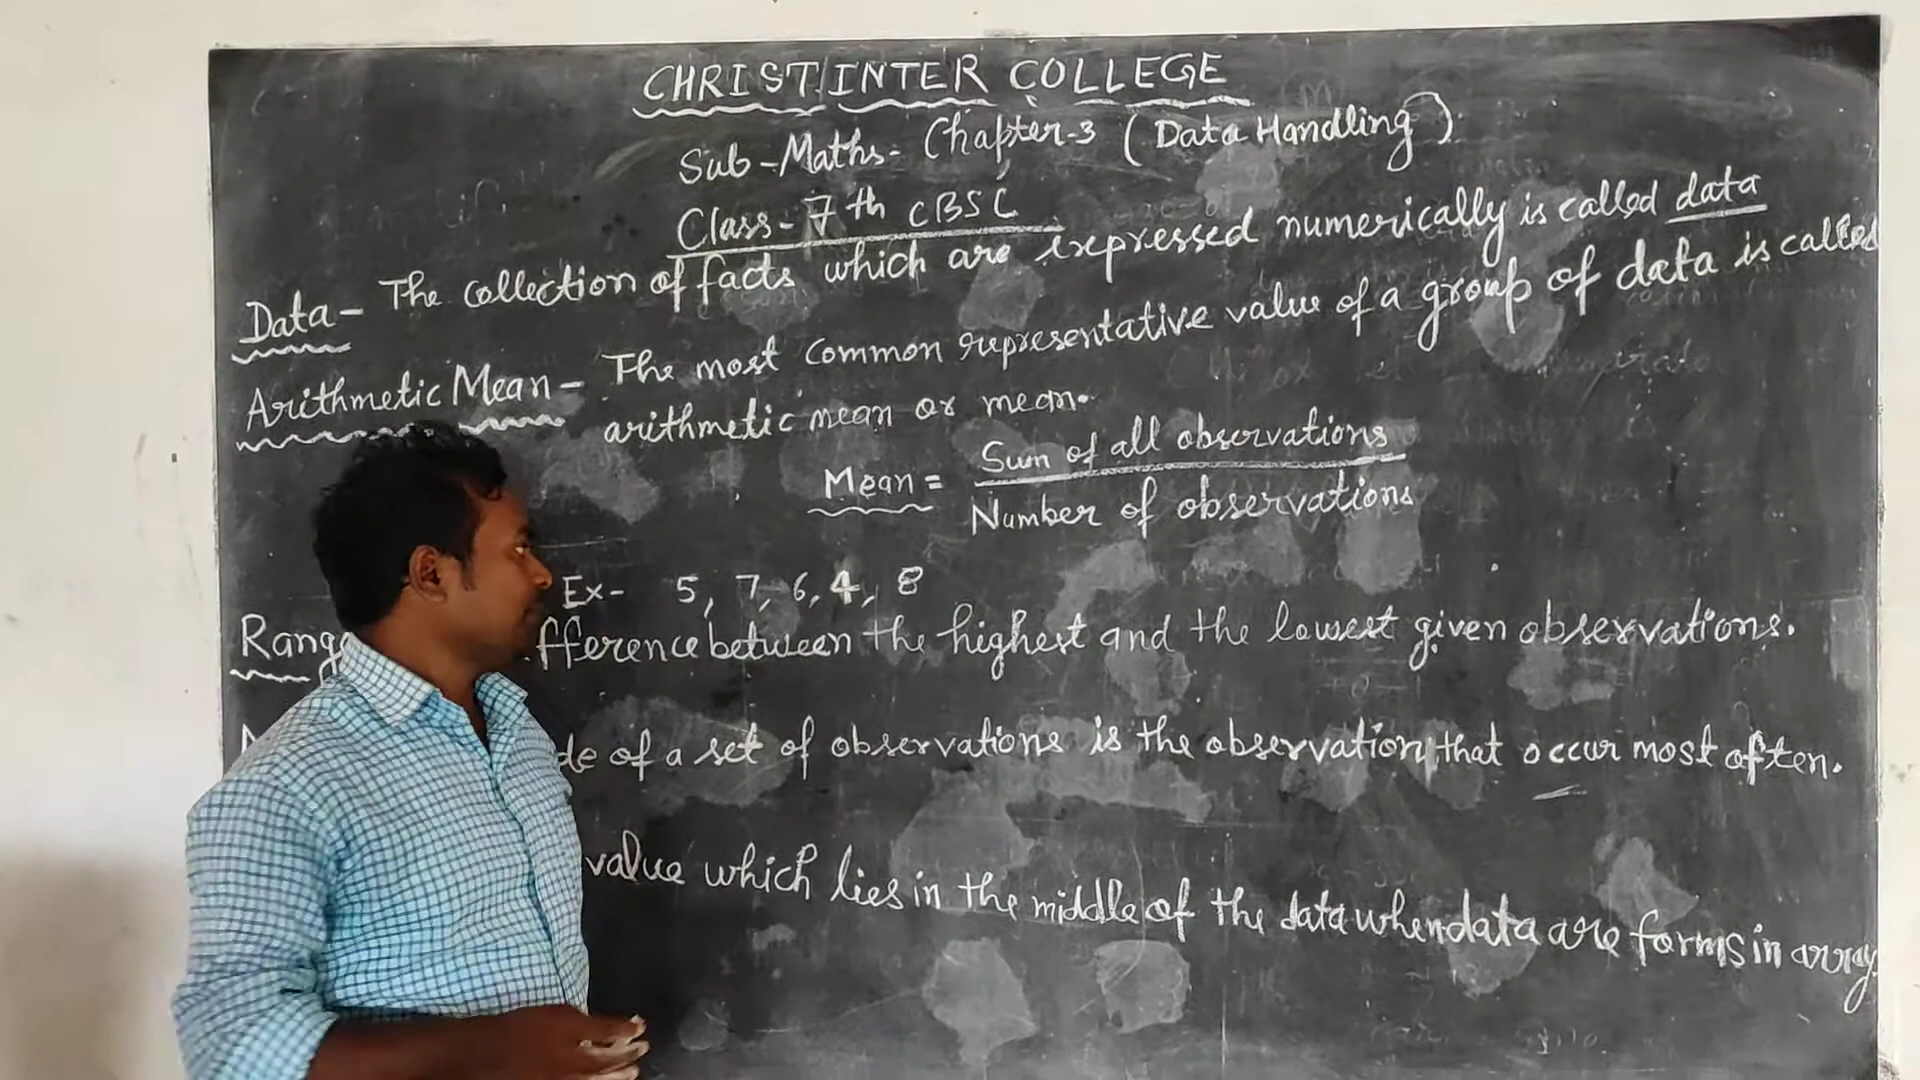 CHRIST INTER COLLEGE
Sub-Maths- Chapter-3 (Data Handling)
Class-7th CBSC
Data- The collection of facts which are expressed numerically is called data
Arithmetic Mean- The most common representative value of a group of data is called
arithmetic mean or mean.
Mean = Sum of all observations
Number of observations
Ex- 5, 7, 6, 4, 8
Range fference between the highest and the lowest given observations.
de of a set of observations is the observation that occur most often.
value which lies in the middle of the data when data are forms in array.